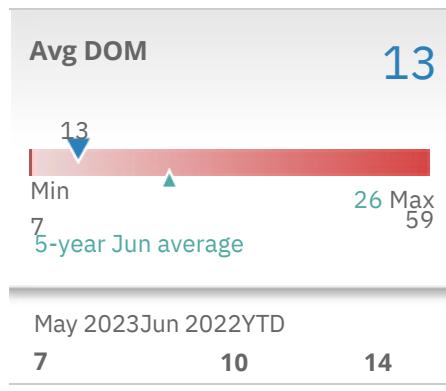 Avg DOM 13
13
Min 26 Max
7 59
5-year Jun average
May 2023Jun 2022YTD
7 10 14